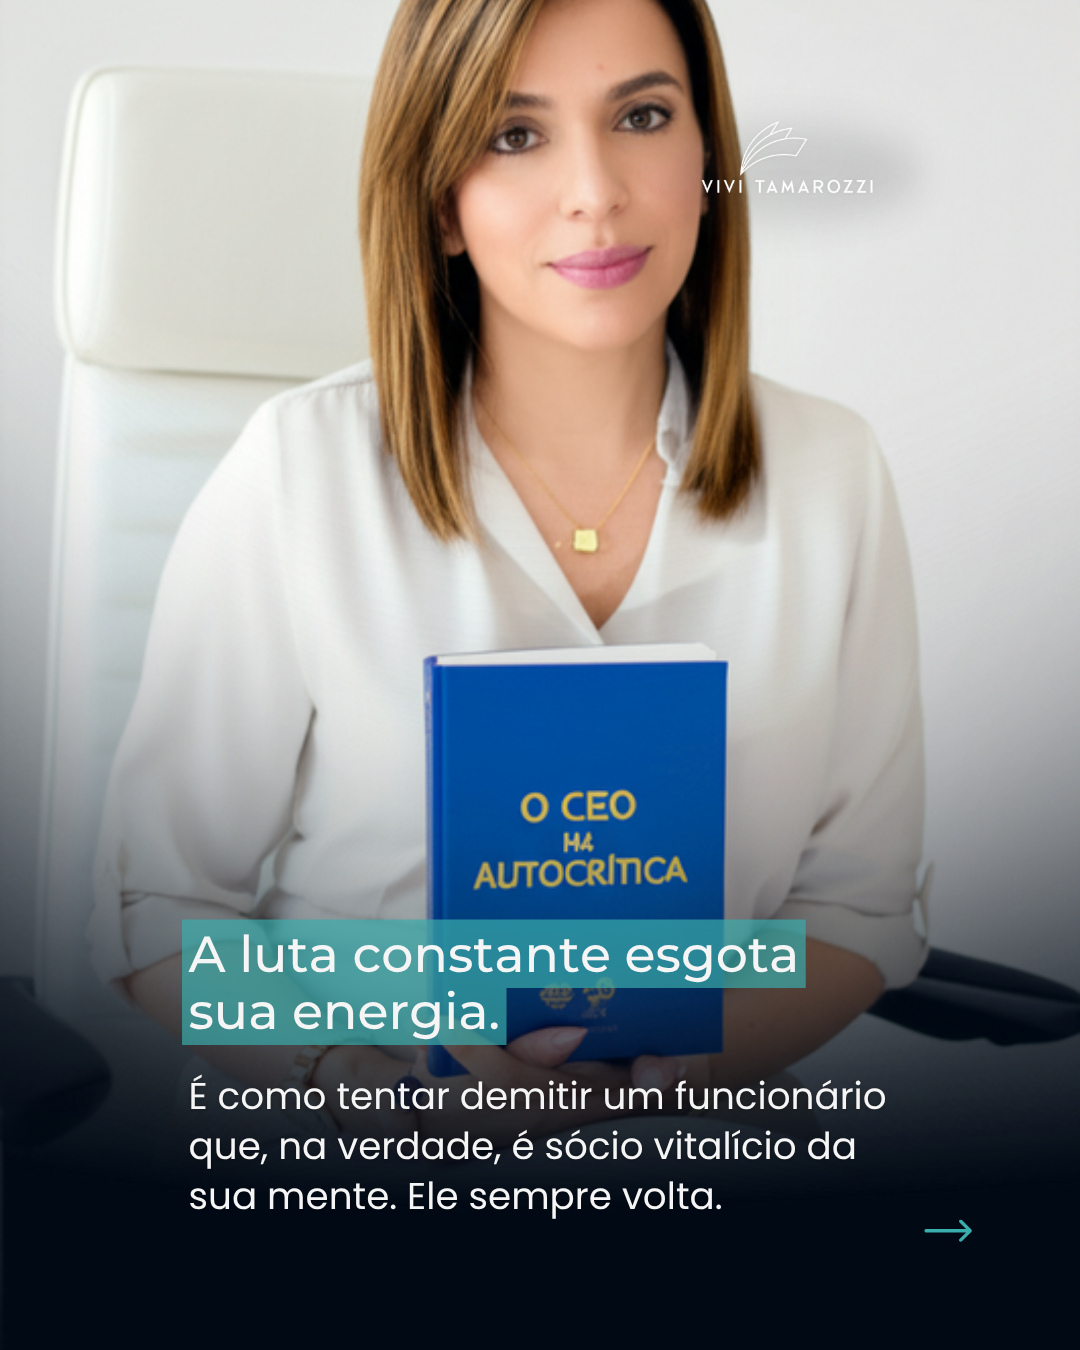 VIVI TAMAROZZI
O CEO
AUTOCRÍTICA
A luta constante esgota
sua energia.
É como tentar demitir um funcionário
que, na verdade, é sócio vitalício da
sua mente. Ele sempre volta.